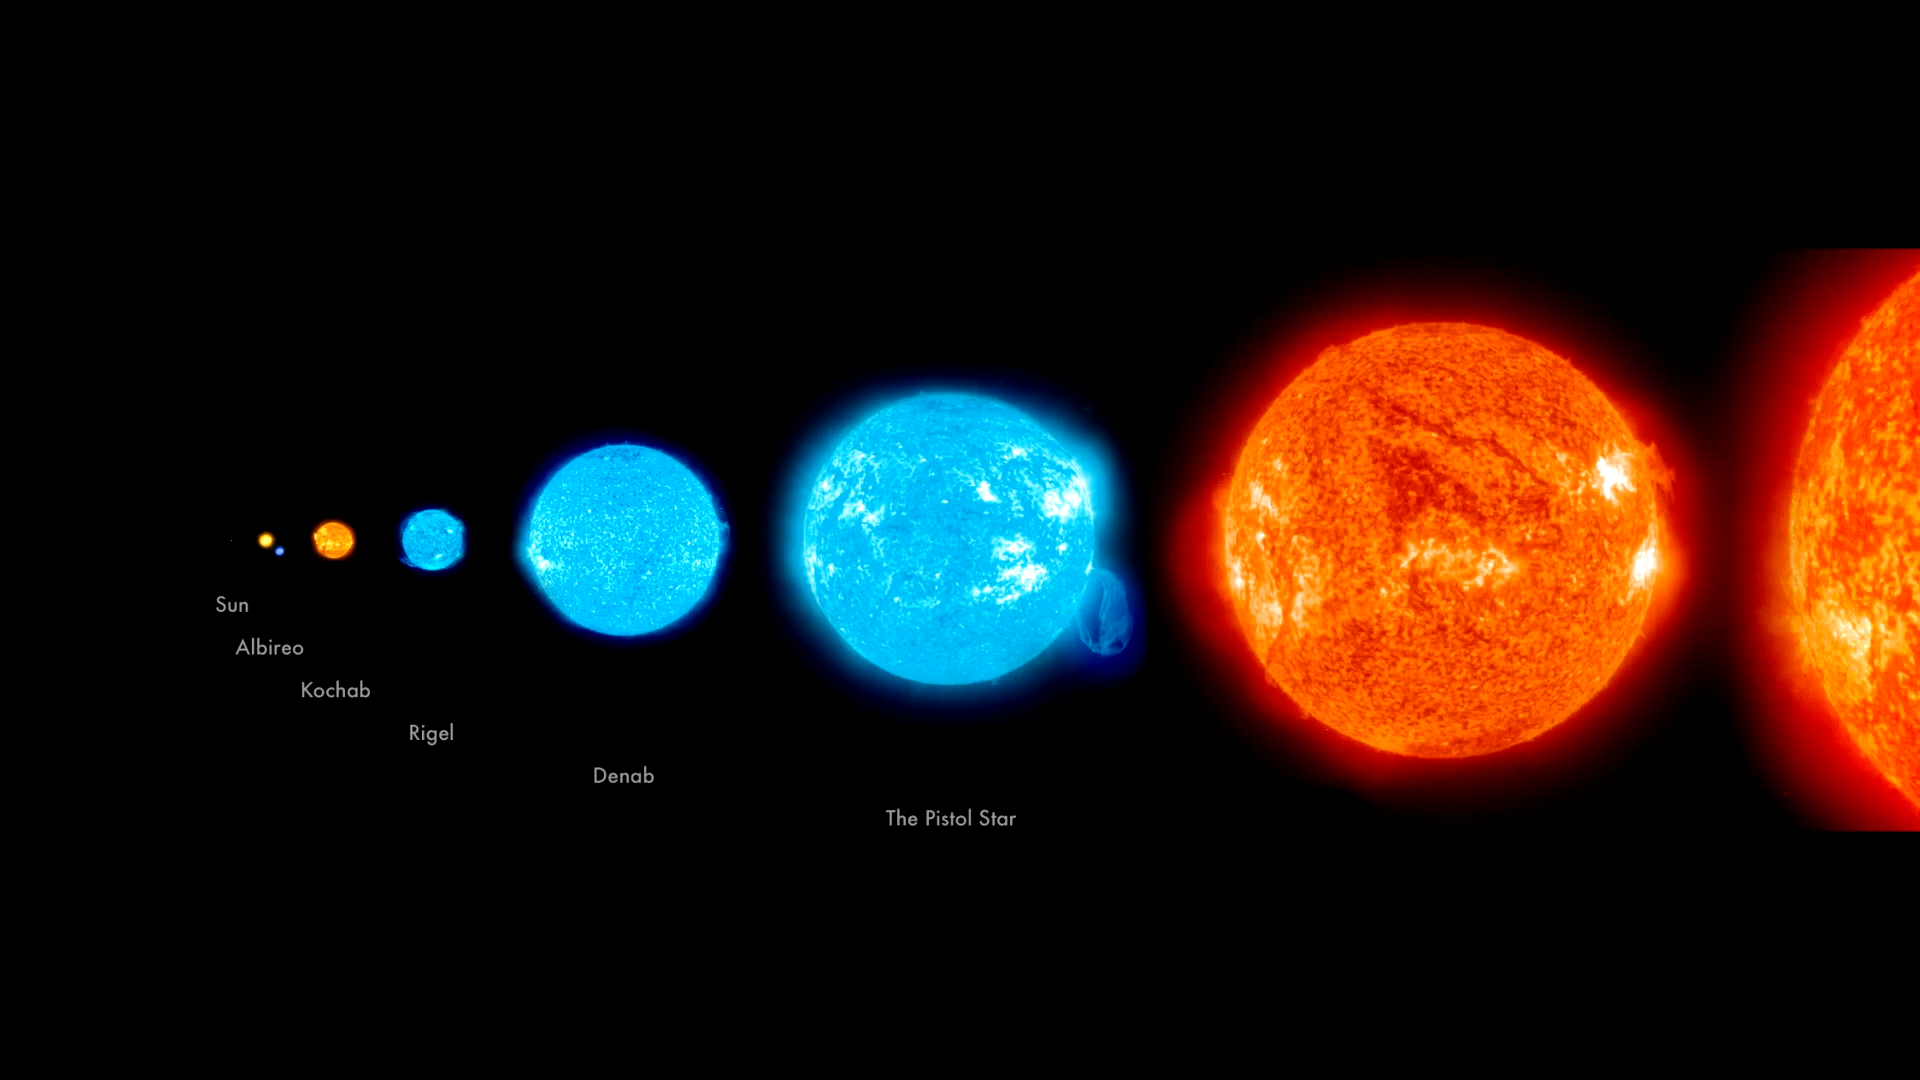 Sun
Albireo
Kochab
Rigel
Denab
The Pistol Star